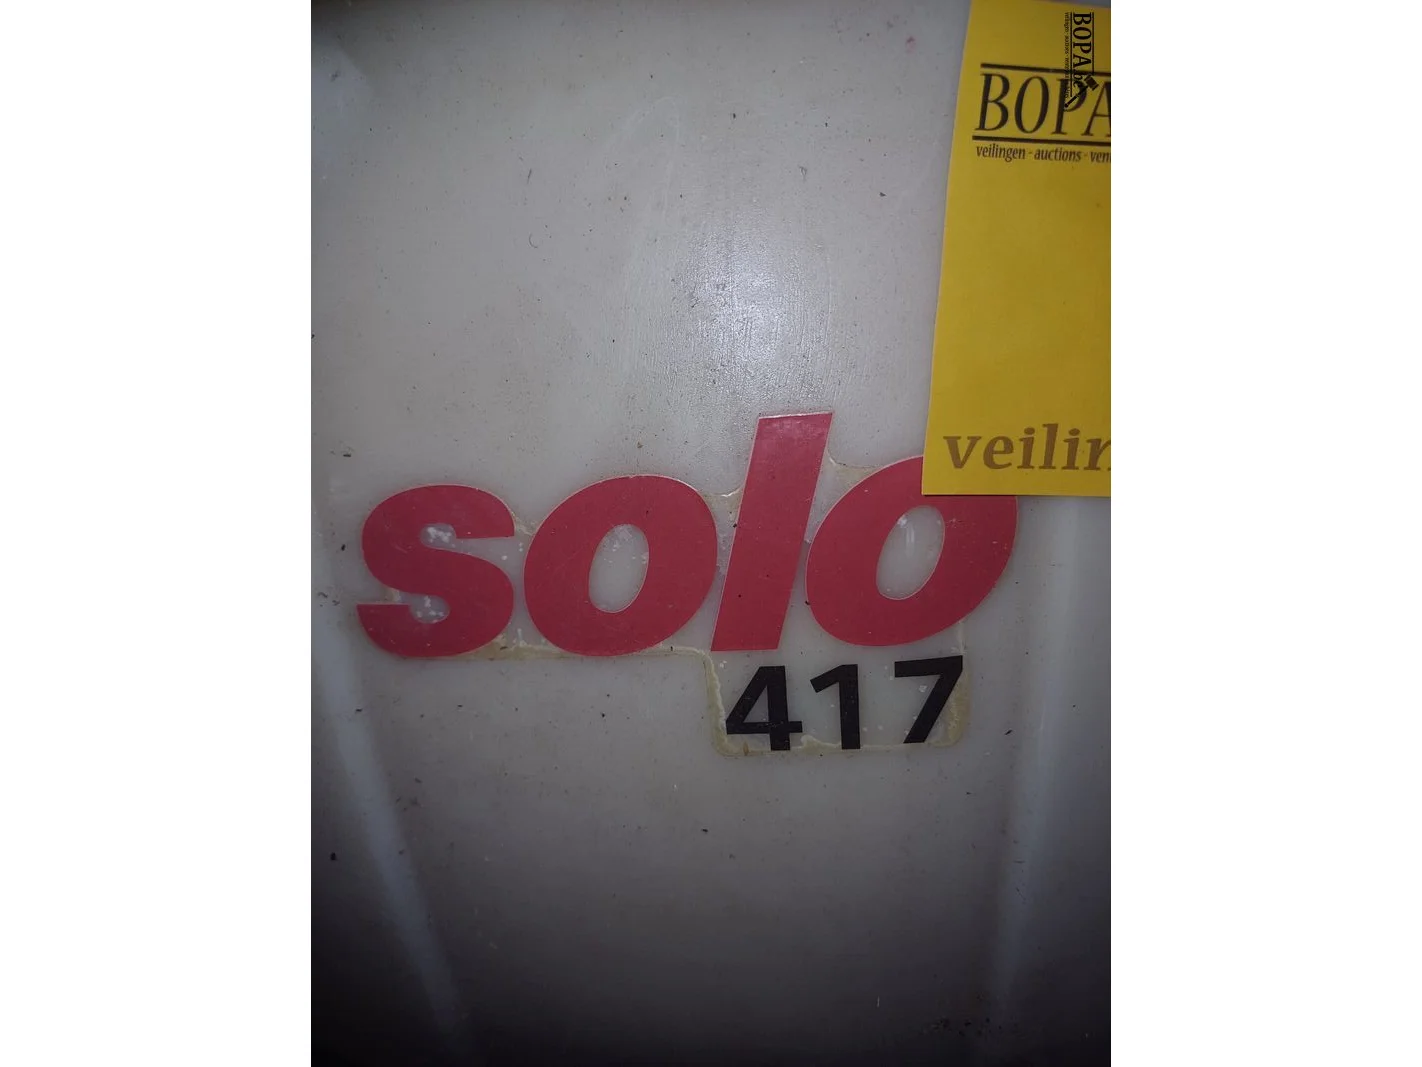 BOPA
veilingen - auctions - ven
veilin
solo
417